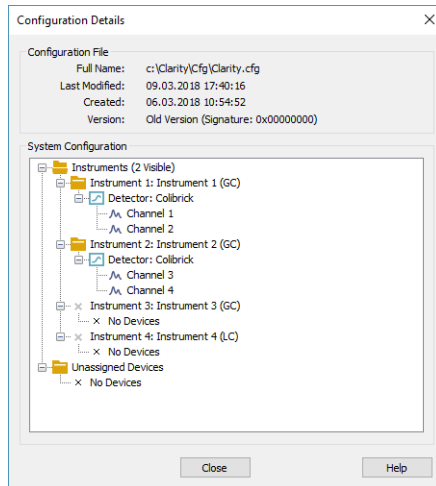 Configuration Details
Configuration File
Full Name: c:\Clarity\Cfg\Clarity.cfg
Last Modified: 09.03.2018 17:40:16
Created: 06.03.2018 10:54:52
Version: Old Version (Signature: 0x00000000)
System Configuration
Instruments (2 Visible)
Instrument 1: Instrument 1 (GC)
Detector: Colibrick
Channel 1
Channel 2
Instrument 2: Instrument 2 (GC)
Detector: Colibrick
Channel 3
Channel 4
Instrument 3: Instrument 3 (GC)
No Devices
Instrument 4: Instrument 4 (LC)
No Devices
Unassigned Devices
No Devices
Close Help